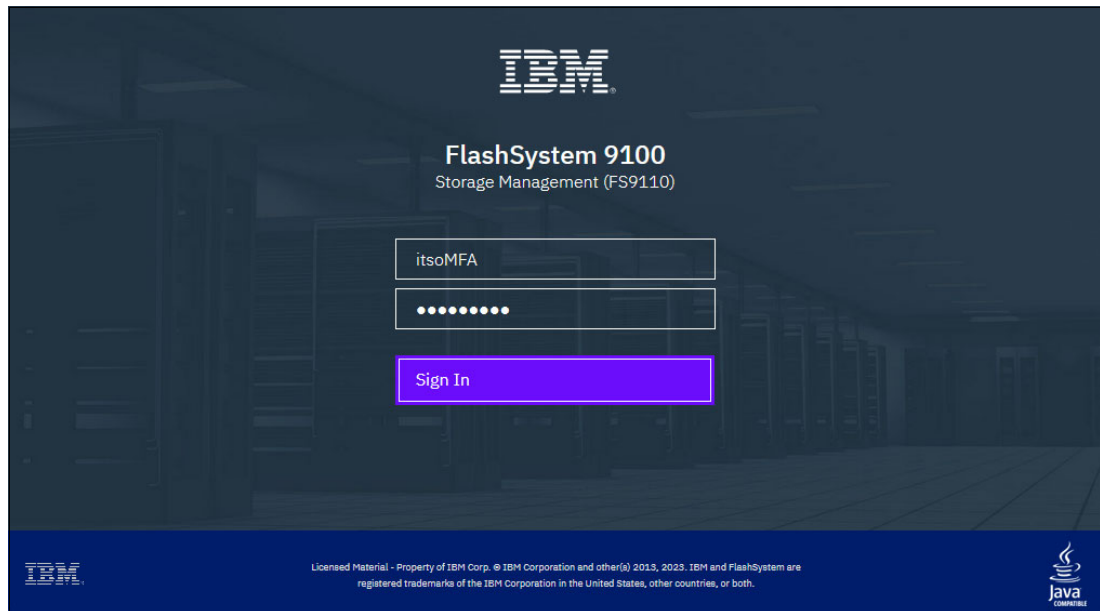 IBM®
FlashSystem 9100
Storage Management (FS9110)
itsoMFA
●●●●●●●●●
Sign In
IBM.
Licensed Material - Property of IBM Corp. © IBM Corporation and other(s) 2013, 2023. IBM and FlashSystem are
registered trademarks of the IBM Corporation in the United States, other countries, or both.
Java
COMPATIBLE